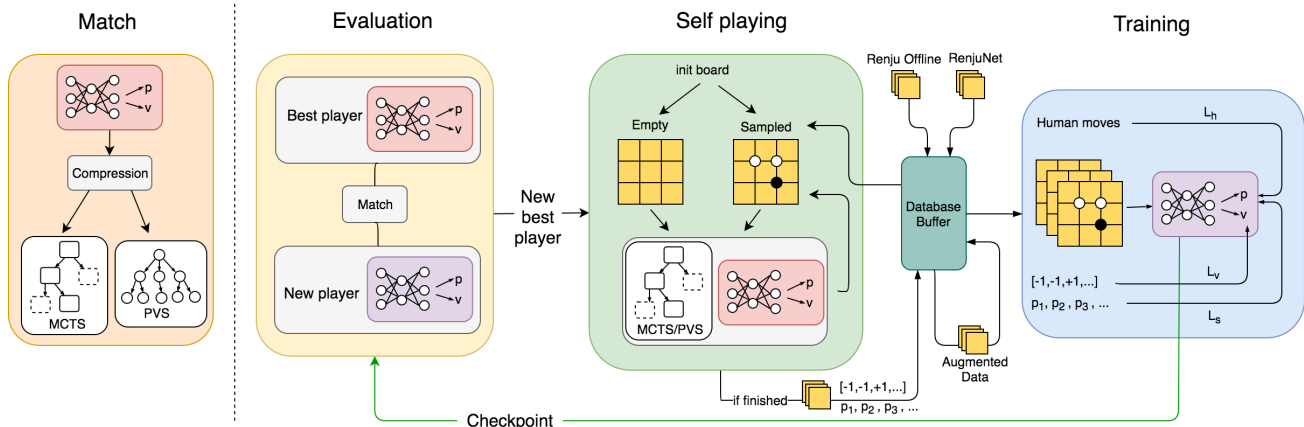 Match
p
v
Compression
MCTS
PVS
Evaluation
Best player
p
v
Match
New player
p
v
New
best
player
Self playing
init board
Empty
Sampled
MCTS/PVS
p
v
if finished
[-1,-1,+1,...]
p₁, p₂ , p₃ , ...
Renju Offline
RenjuNet
Database
Buffer
Augmented
Data
Training
Human moves
Lₕ
p
v
[-1,-1,+1,...]
Lᵥ
p₁, p₂ , p₃ , ...
Lₛ
Checkpoint